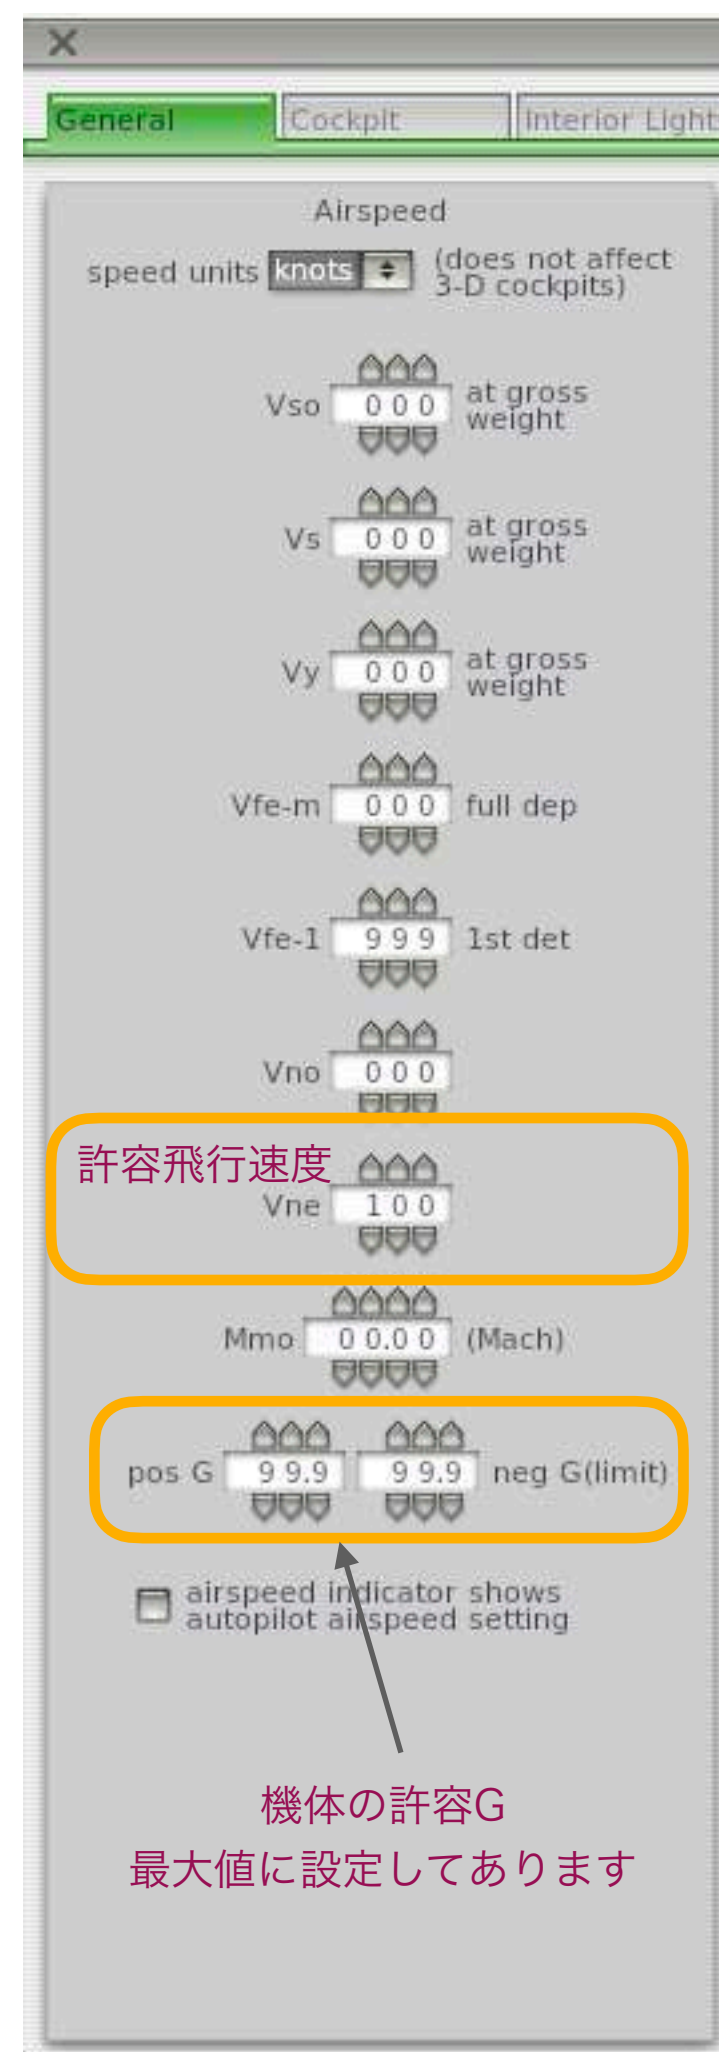 General
Cockpit
Interior Light
Airspeed
speed units knots (does not affect
3-D cockpits)
Vso 000 at gross
weight
Vs 000 at gross
weight
Vy 000 at gross
weight
Vfe-m 000 full dep
Vfe-1 999 1st det
Vno 000
許容飛行速度
Vne 100
Mmo 00.00 (Mach)
pos G 99.9 99.9 neg G(limit)
airspeed indicator shows
autopilot airspeed setting
機体の許容G
最大値に設定してあります